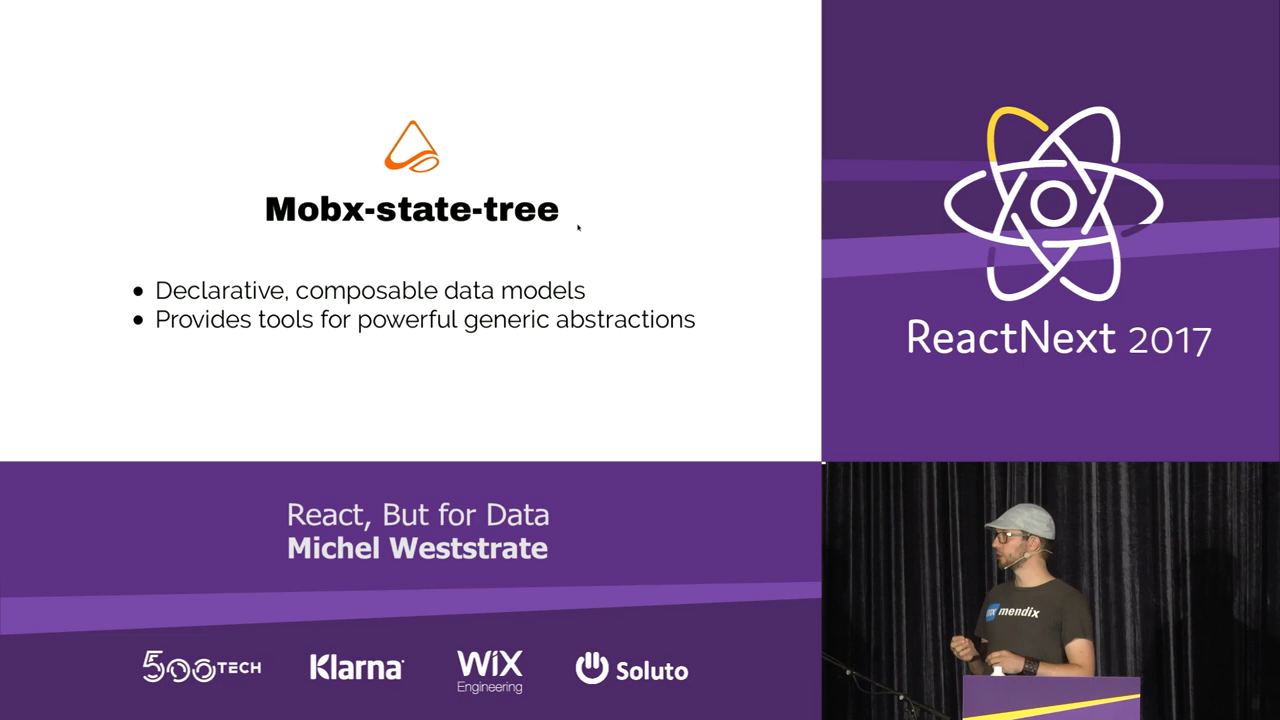 Mobx-state-tree
• Declarative, composable data models
• Provides tools for powerful generic abstractions
ReactNext 2017
React, But for Data
Michel Weststrate
500TECH
Klarna
WiX
Engineering
Soluto
mx mendix